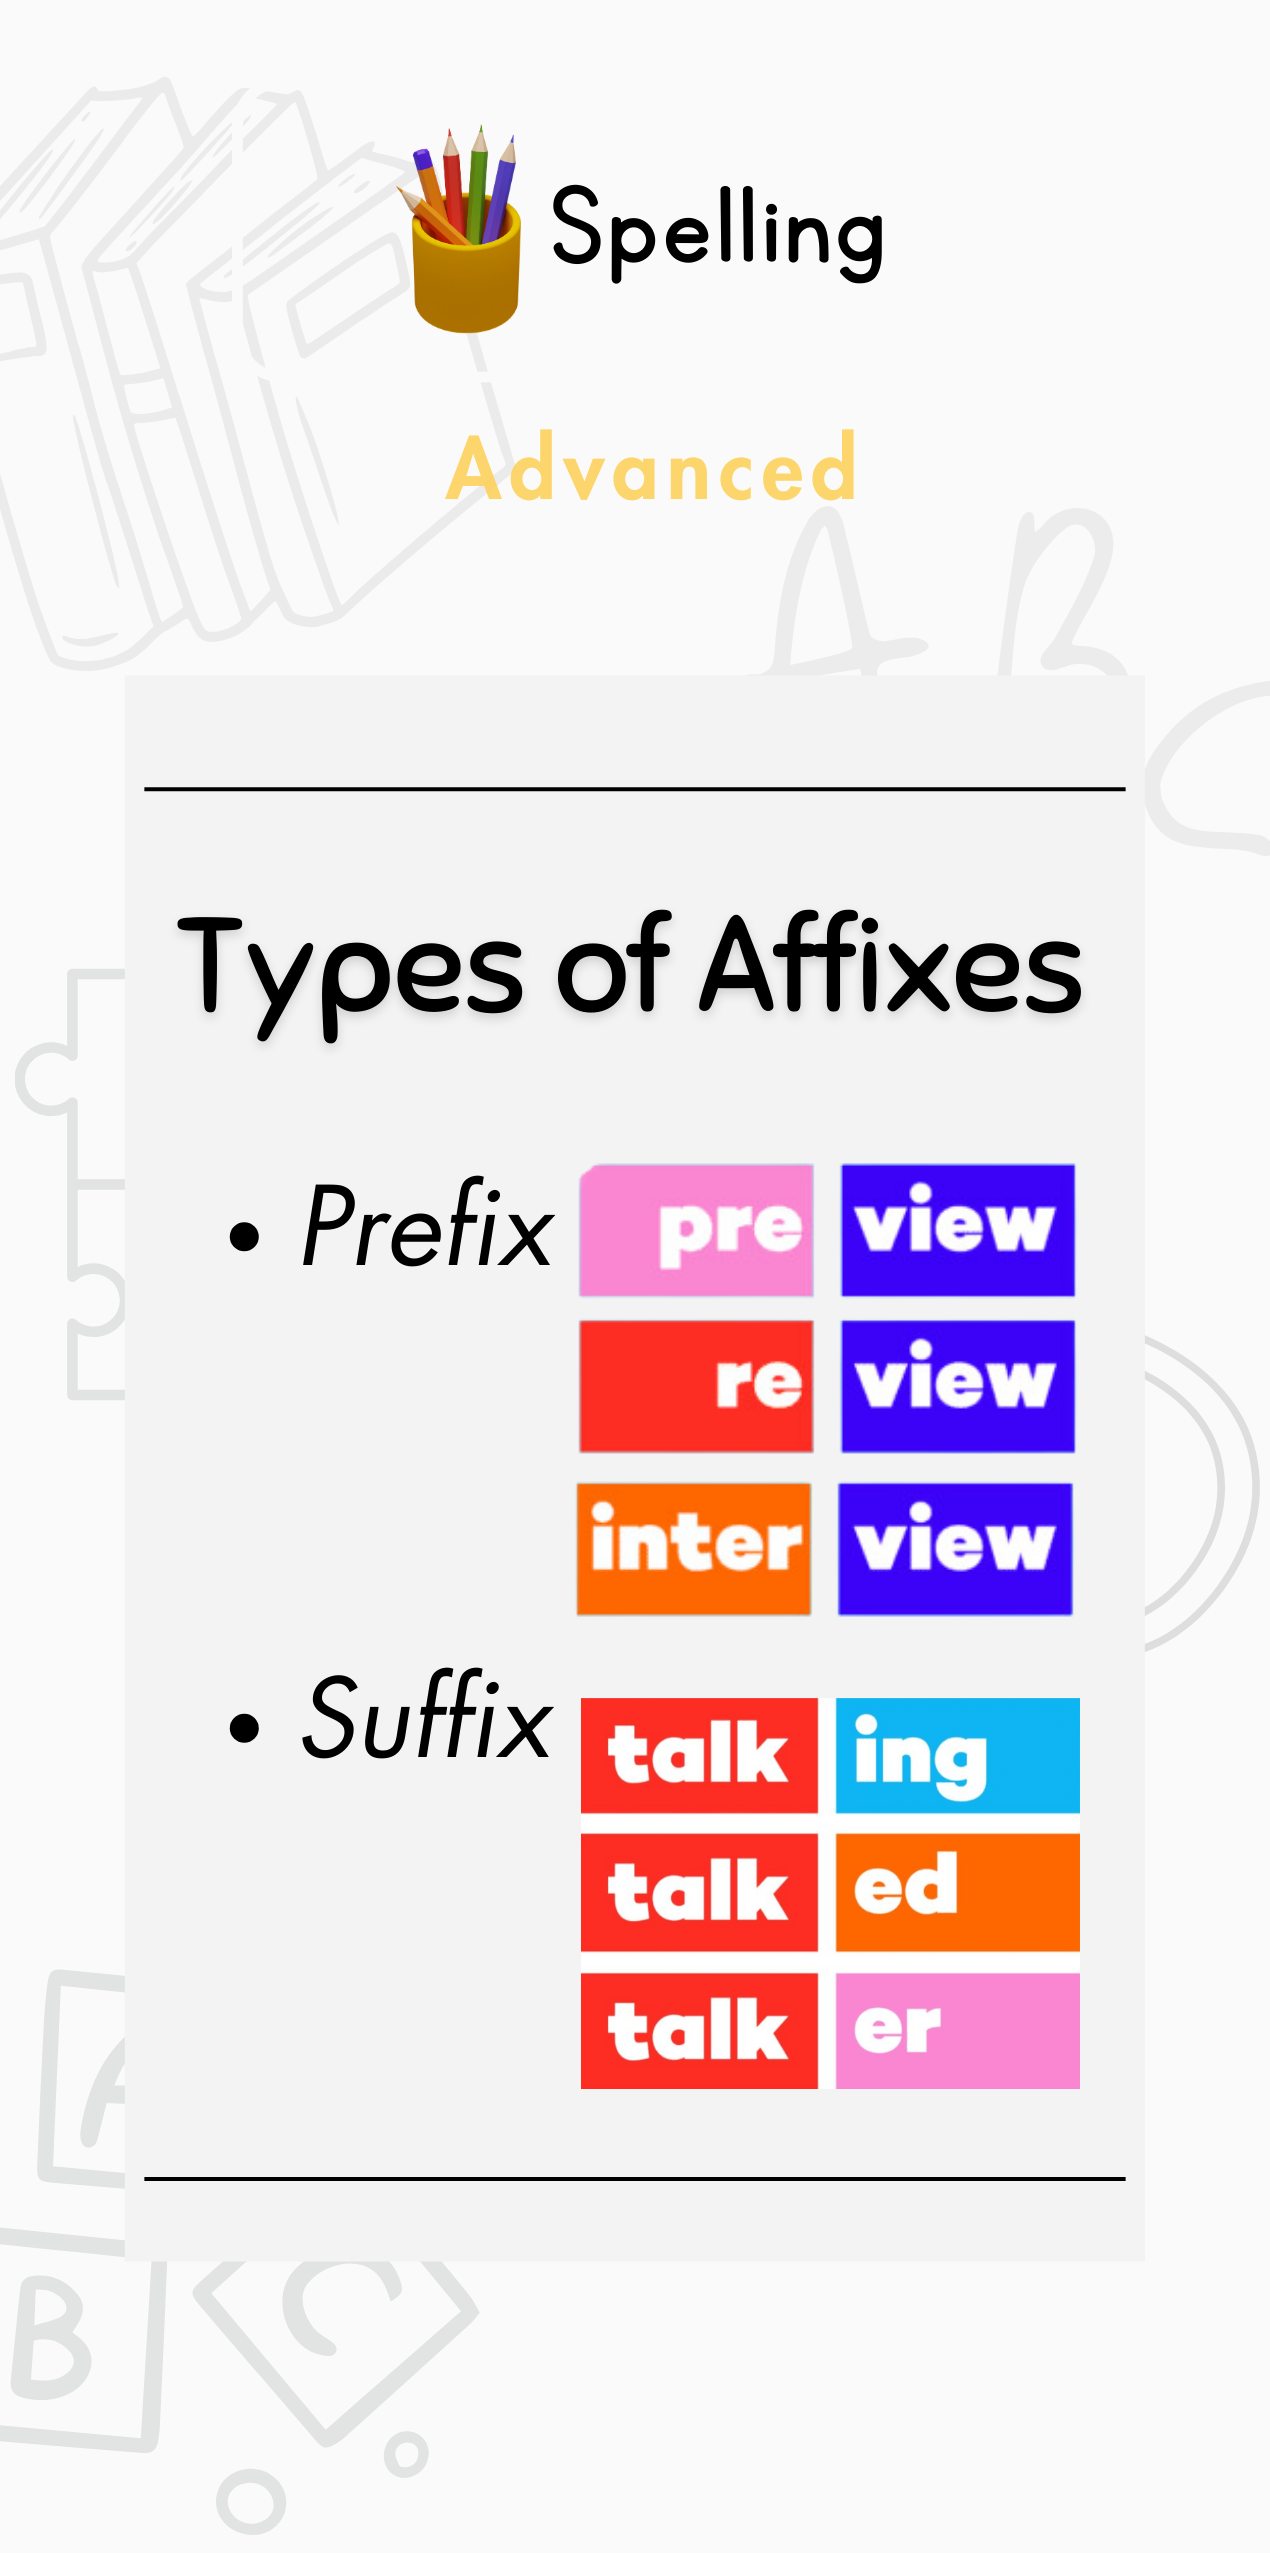 Spelling
Advanced
A B
C
Types of Affixes
• Prefix pre view
re view
inter view
• Suffix talk ing
talk ed
talk er
A
B C